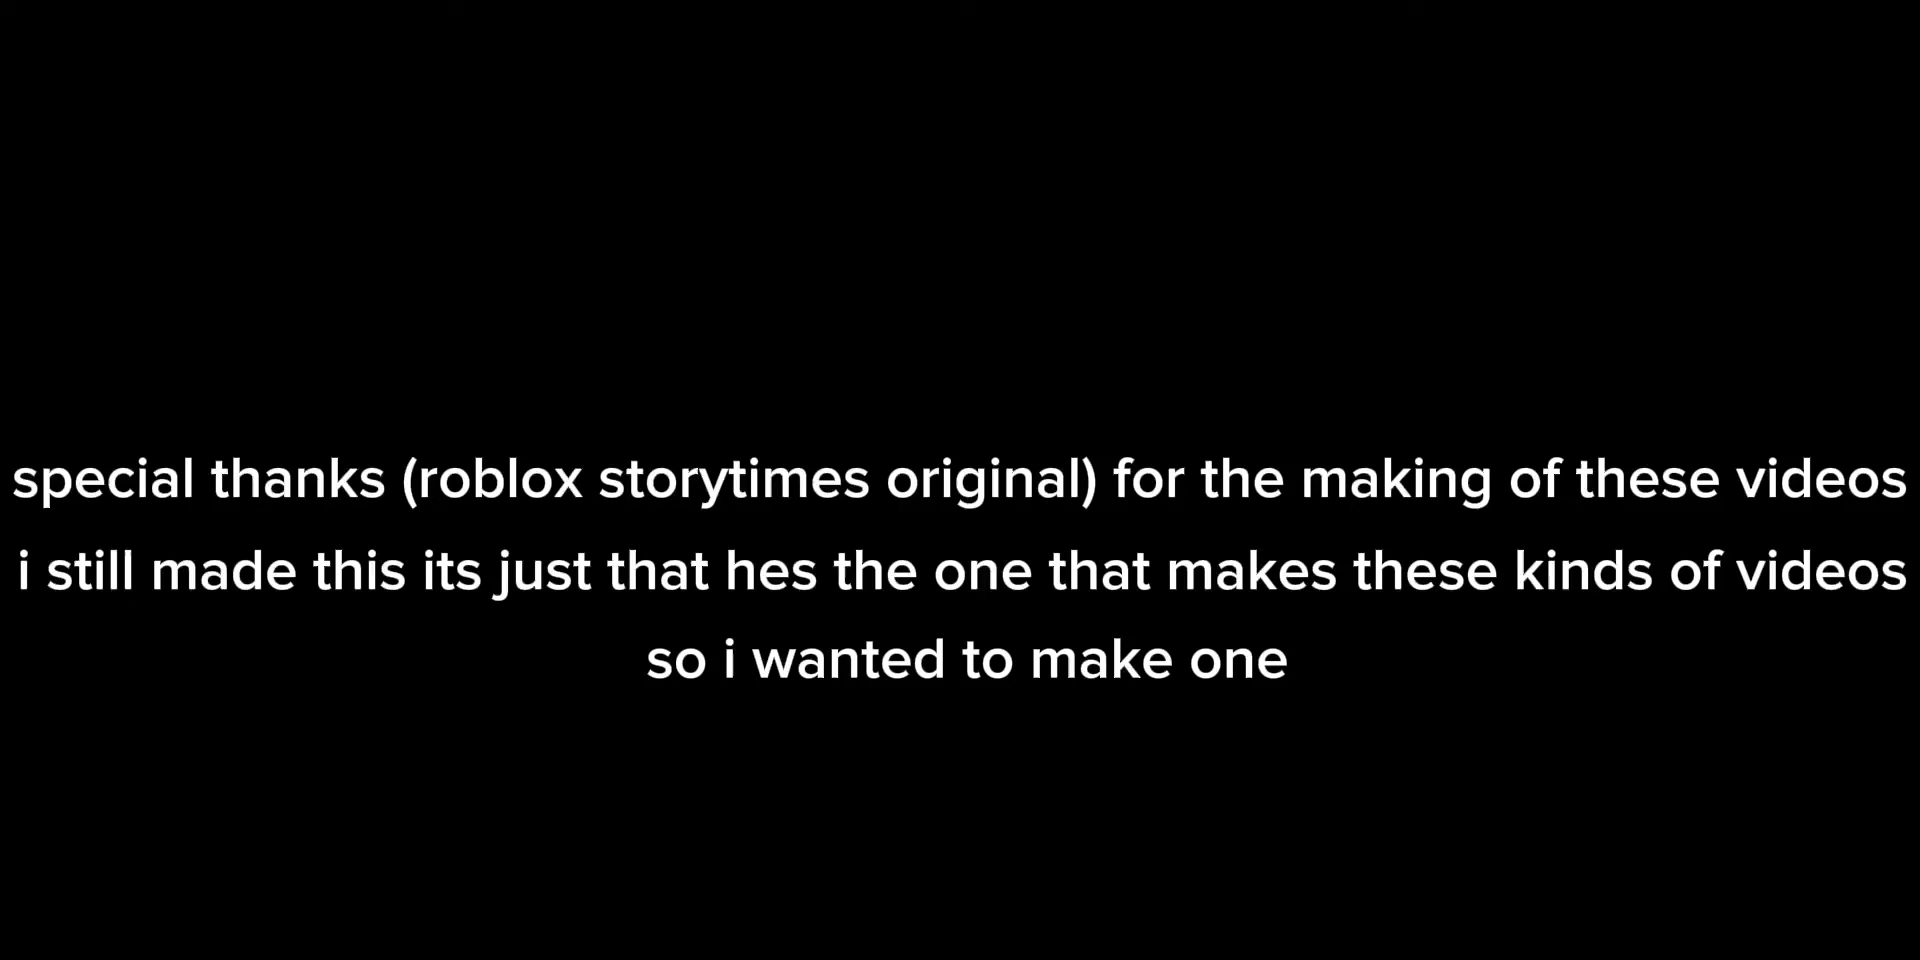 special thanks (roblox storytimes original) for the making of these videos
i still made this its just that hes the one that makes these kinds of videos
so i wanted to make one